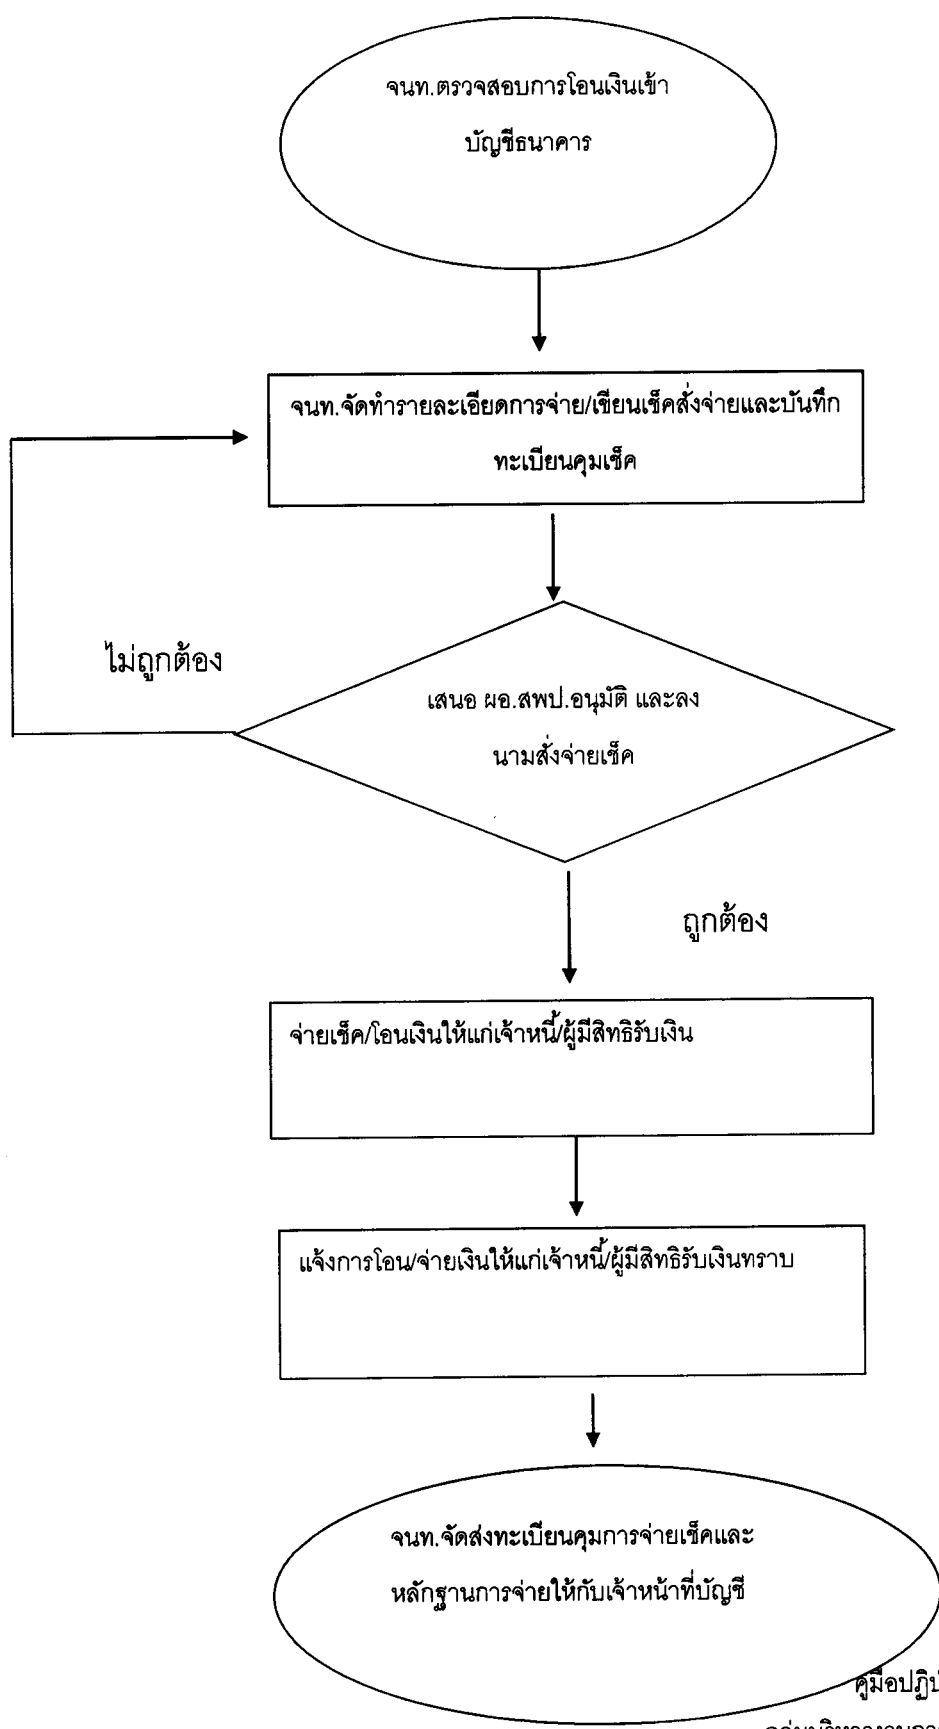 จนท.ตรวจสอบการโอนเงินเข้า
บัญชีธนาคาร
จนท.จัดทำรายละเอียดการจ่าย/เขียนเช็คสั่งจ่ายและบันทึก
ทะเบียนคุมเช็ค
ไม่ถูกต้อง
เสนอ ผอ.สพป.อนุมัติ และลง
นามสั่งจ่ายเช็ค
ถูกต้อง
จ่ายเช็ค/โอนเงินให้แก่เจ้าหนี้/ผู้มีสิทธิรับเงิน
แจ้งการโอน/จ่ายเงินให้แก่เจ้าหนี้/ผู้มีสิทธิรับเงินทราบ
จนท.จัดส่งทะเบียนคุมการจ่ายเช็คและ
หลักฐานการจ่ายให้กับเจ้าหน้าที่บัญชี
คู่มือปฏิบ